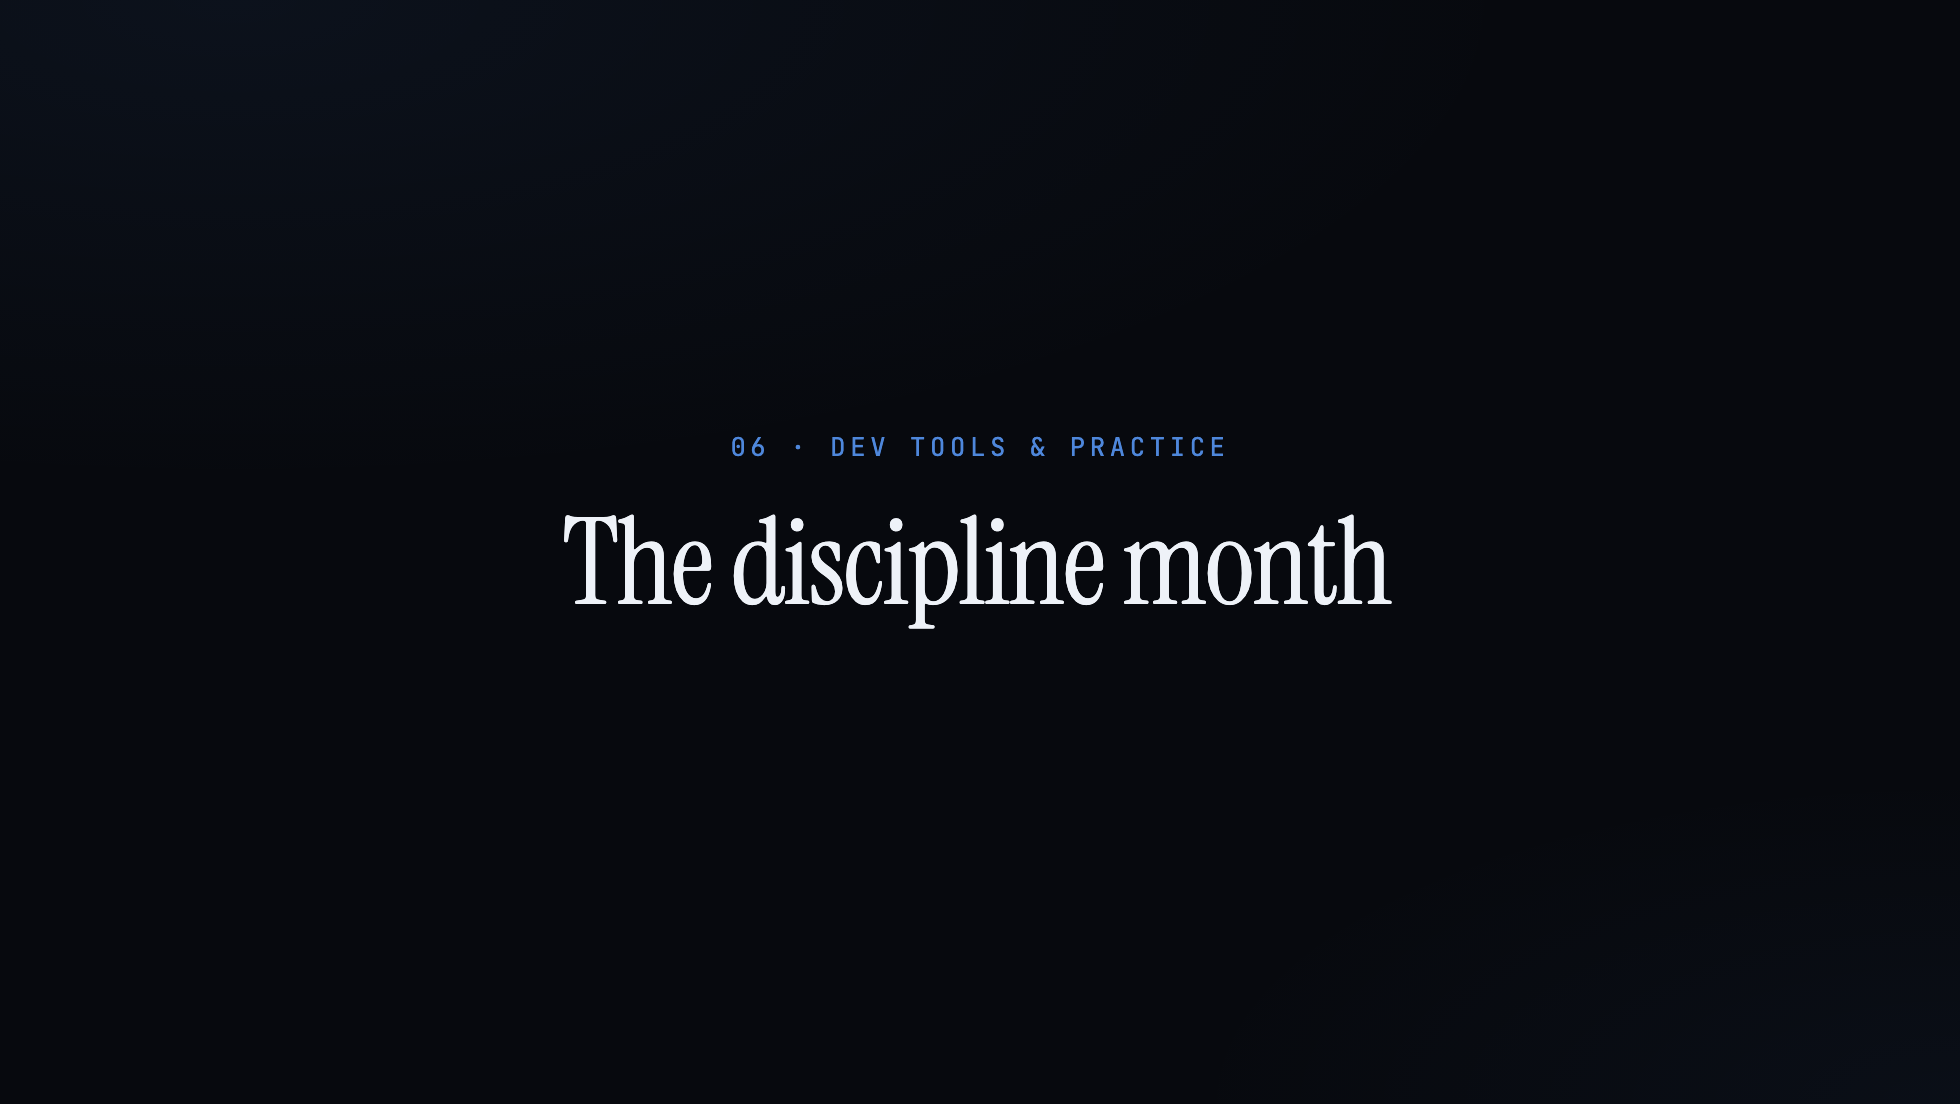 06 · DEV TOOLS & PRACTICE
The discipline month